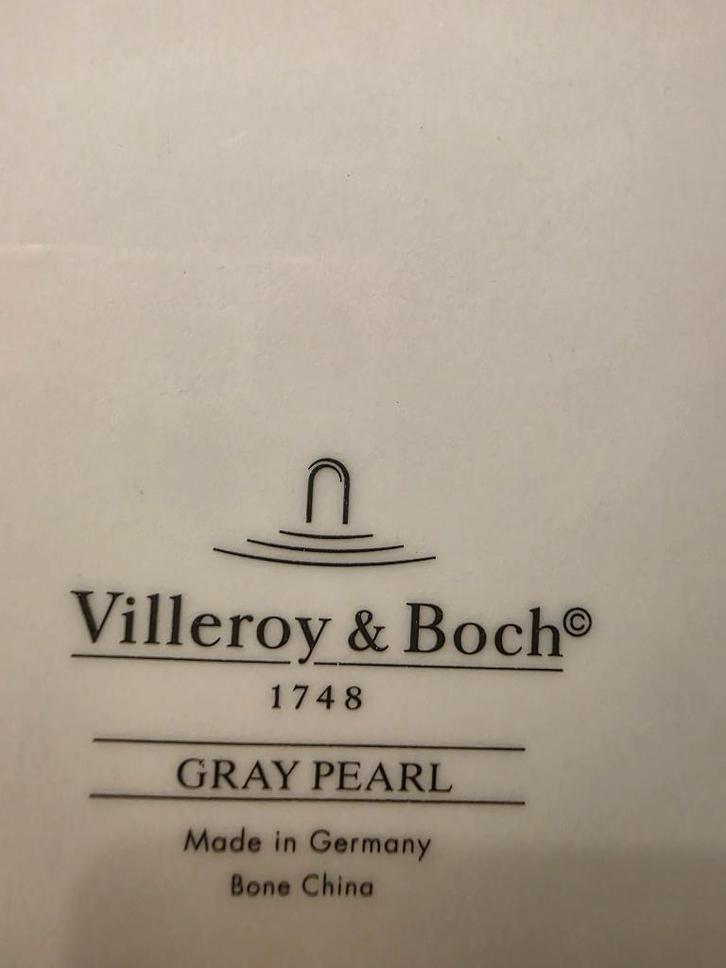 Villeroy & Boch©
1748
GRAY PEARL
Made in Germany
Bone China